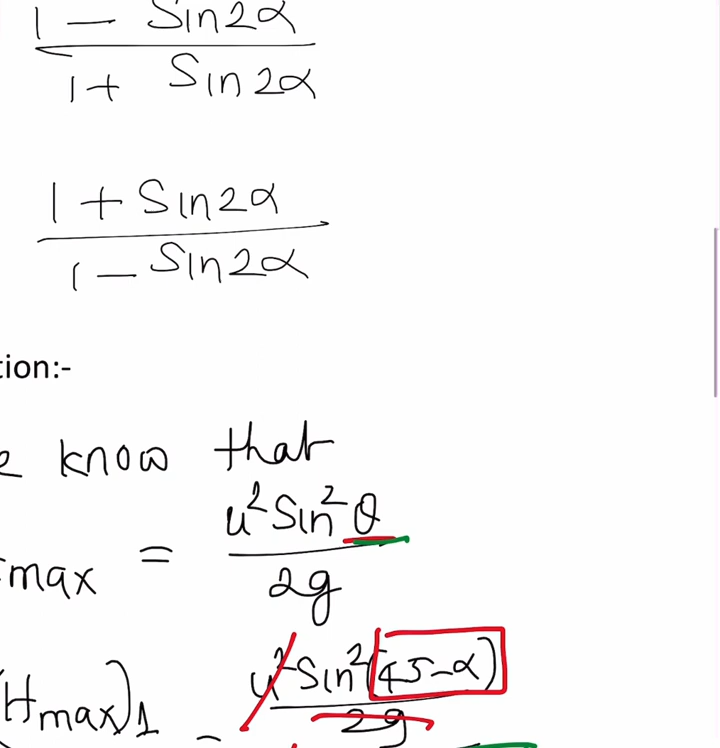 1 - Sin2α
1 + Sin2α
1 + Sin2α
1 - Sin2α
tion:-
e know that
max = u²Sin²θ
2g
(Hmax)1 = u²Sin²(45-α)
2g